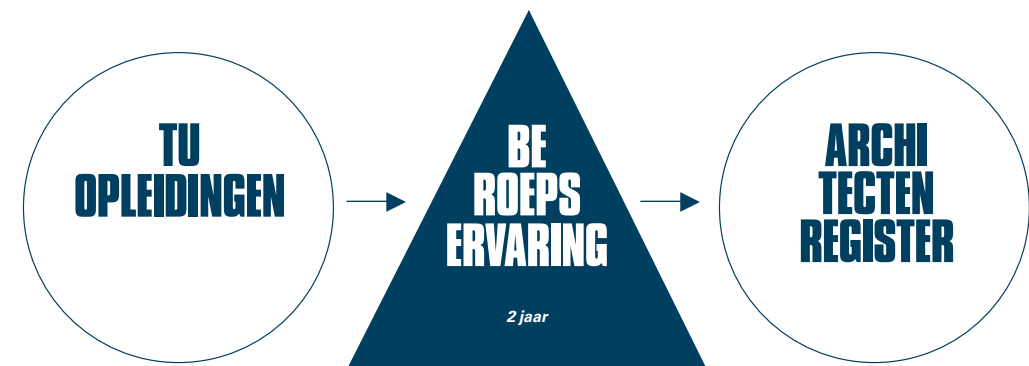 TU
OPLEIDINGEN
BE
ROEPS
ERVARING
2 jaar
ARCHI
TECTEN
REGISTER